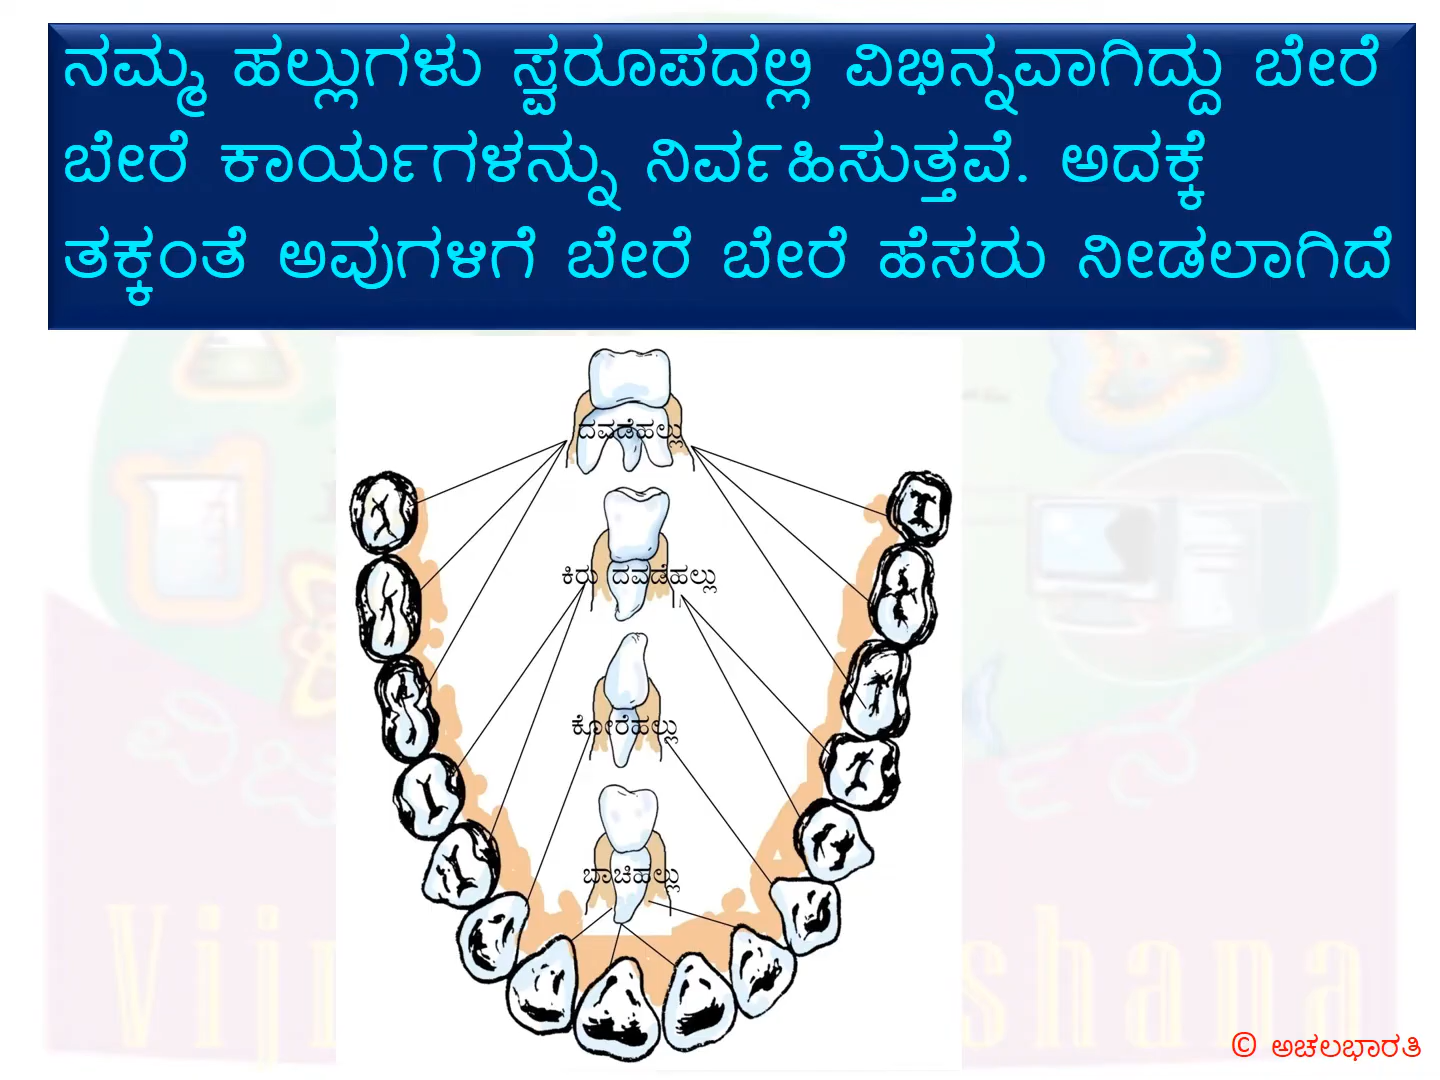 ನಮ್ಮ ಹಲ್ಲುಗಳು ಸ್ವರೂಪದಲ್ಲಿ ವಿಭಿನ್ನವಾಗಿದ್ದು ಬೇರೆ
ಬೇರೆ ಕಾರ್ಯಗಳನ್ನು ನಿರ್ವಹಿಸುತ್ತವೆ. ಅದಕ್ಕೆ
ತಕ್ಕಂತೆ ಅವುಗಳಿಗೆ ಬೇರೆ ಬೇರೆ ಹೆಸರು ನೀಡಲಾಗಿದೆ
ದವಡೆಹಲ್ಲು
ಕಿರು ದವಡೆಹಲ್ಲು
ಕೋರೆಹಲ್ಲು
ಬಾಚಿಹಲ್ಲು
© ಅಚಲಭಾರತಿ